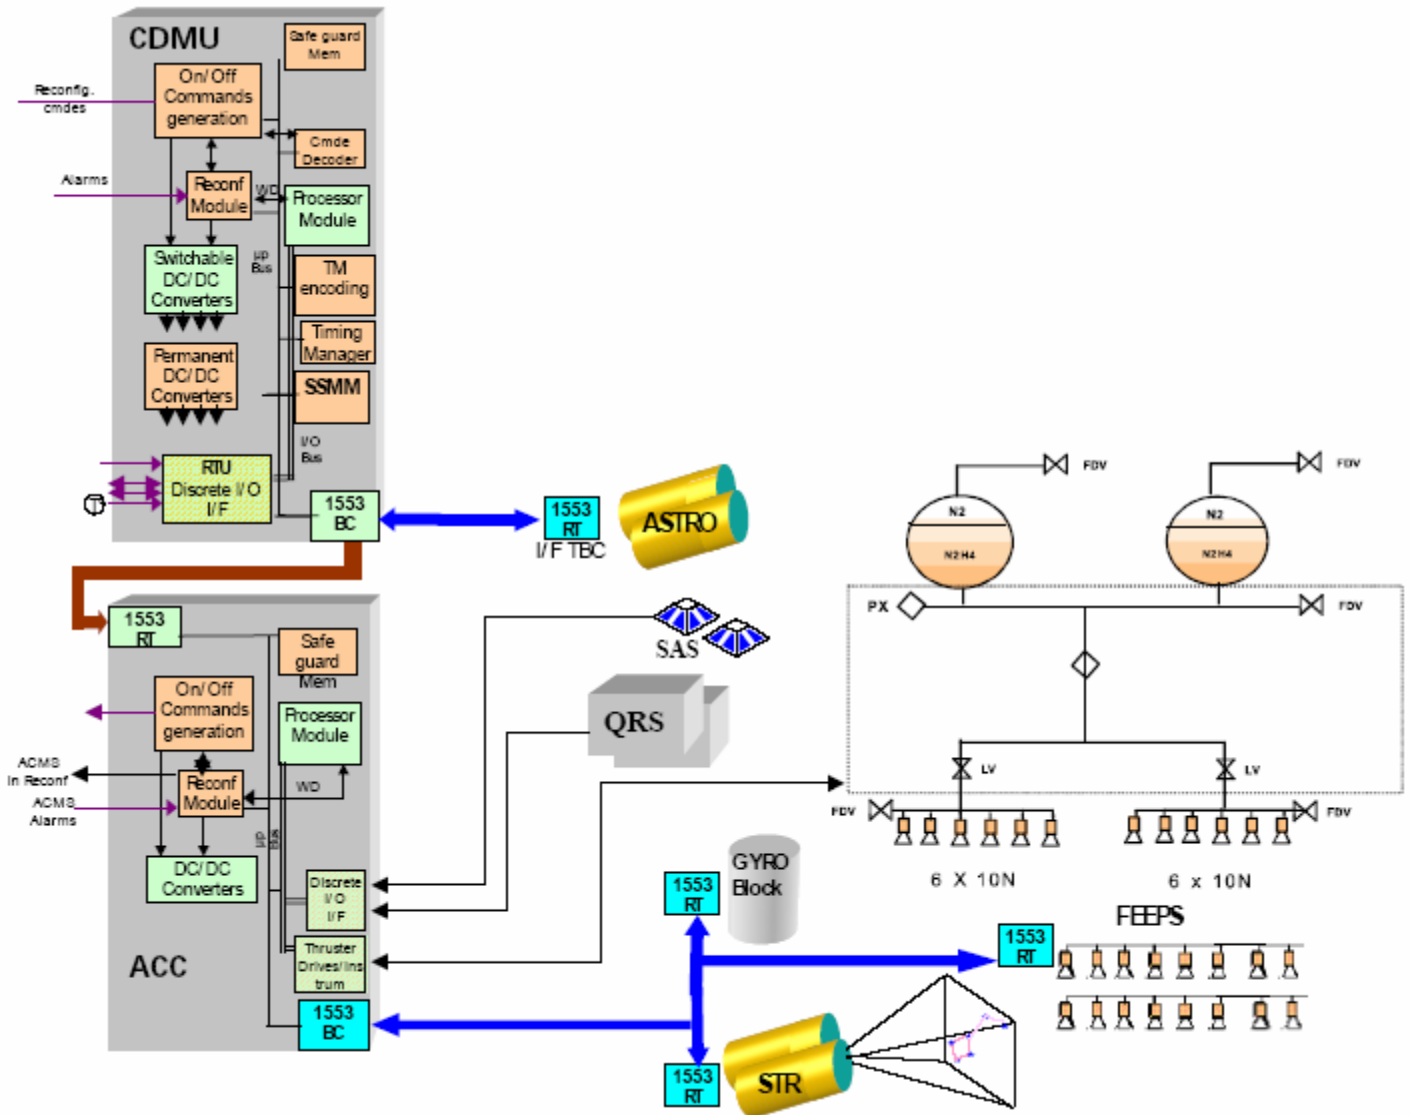 CDMU
Safe guard
Mem
On/Off
Commands
generation
Reconfig.
cmdes
Cmde
Decoder
Alarms
Reconf
Module
WD
Processor
Module
µp
Bus
Switchable
DC/DC
Converters
TM
encoding
Timing
Manager
Permanent
DC/DC
Converters
SSMM
I/O
Bus
RTU
Discrete I/O
I/F
1553
BC
1553
RT
I/F TBC
ASTRO
N2
N2H4
FDV
N2
N2H4
FDV
PX
FDV
1553
RT
Safe
guard
Mem
SAS
On/Off
Commands
generation
Processor
Module
QRS
ACMS
In Reconf
Reconf
Module
WD
ACMS
Alarms
µp
Bus
DC/DC
Converters
LV
LV
FDV
FDV
6 X 10N
6 x 10N
Discrete
I/O
I/F
GYRO
Block
1553
RT
FEEPS
1553
RT
ACC
Thruster
Drives/Ins
trum
1553
BC
1553
RT
STR